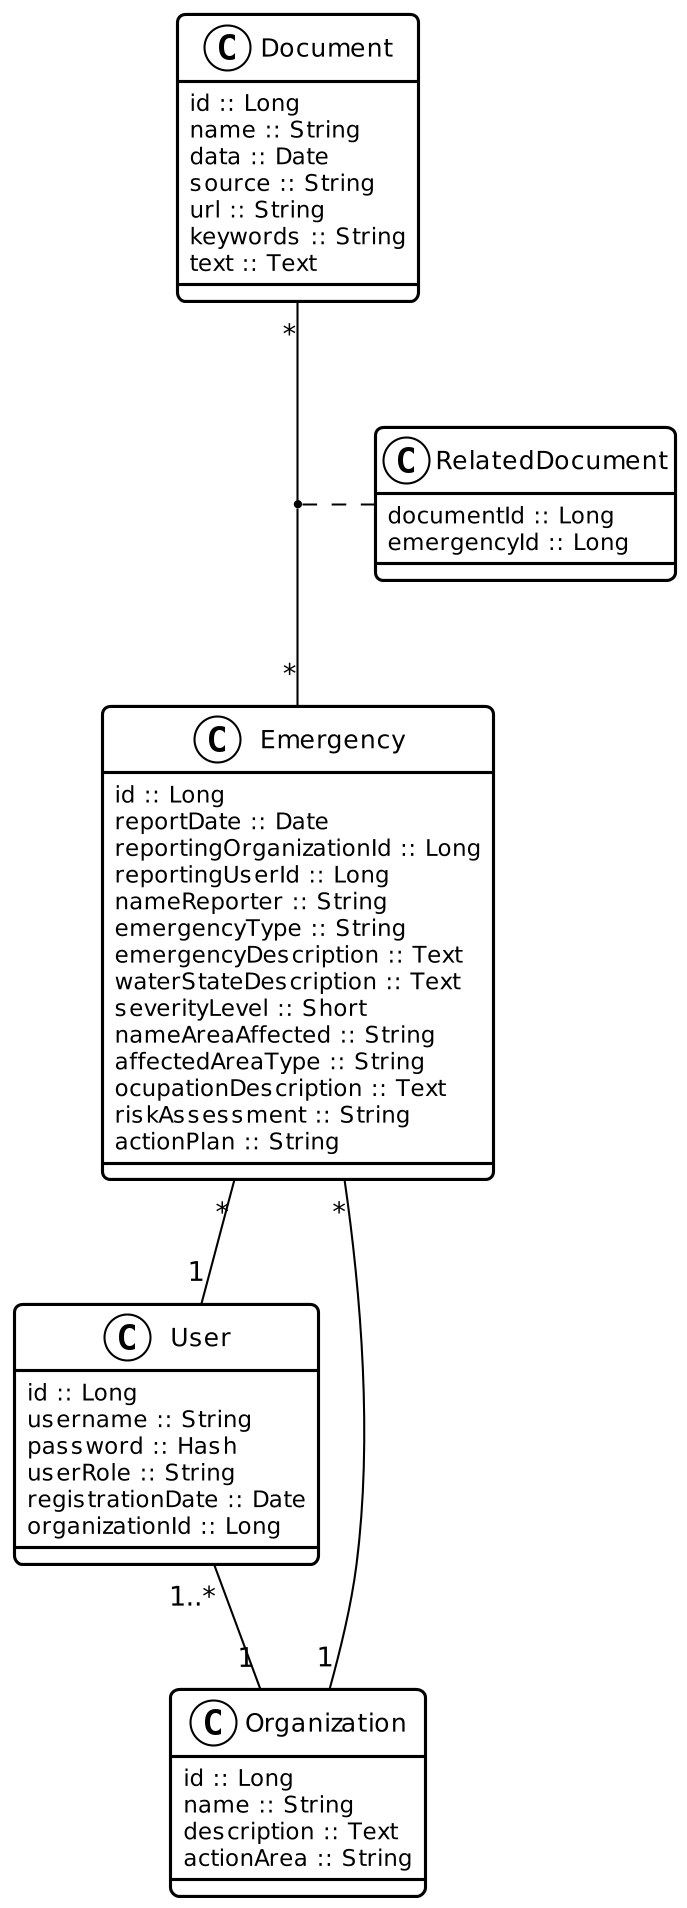 C Document
id :: Long
name :: String
data :: Date
source :: String
url :: String
keywords :: String
text :: Text
*
C RelatedDocument
documentId :: Long
emergencyId :: Long
*
C Emergency
id :: Long
reportDate :: Date
reportingOrganizationId :: Long
reportingUserId :: Long
nameReporter :: String
emergencyType :: String
emergencyDescription :: Text
waterStateDescription :: Text
severityLevel :: Short
nameAreaAffected :: String
affectedAreaType :: String
ocupationDescription :: Text
riskAssessment :: String
actionPlan :: String
* *
1
C User
id :: Long
username :: String
password :: Hash
userRole :: String
registrationDate :: Date
organizationId :: Long
1..*
1 1
C Organization
id :: Long
name :: String
description :: Text
actionArea :: String